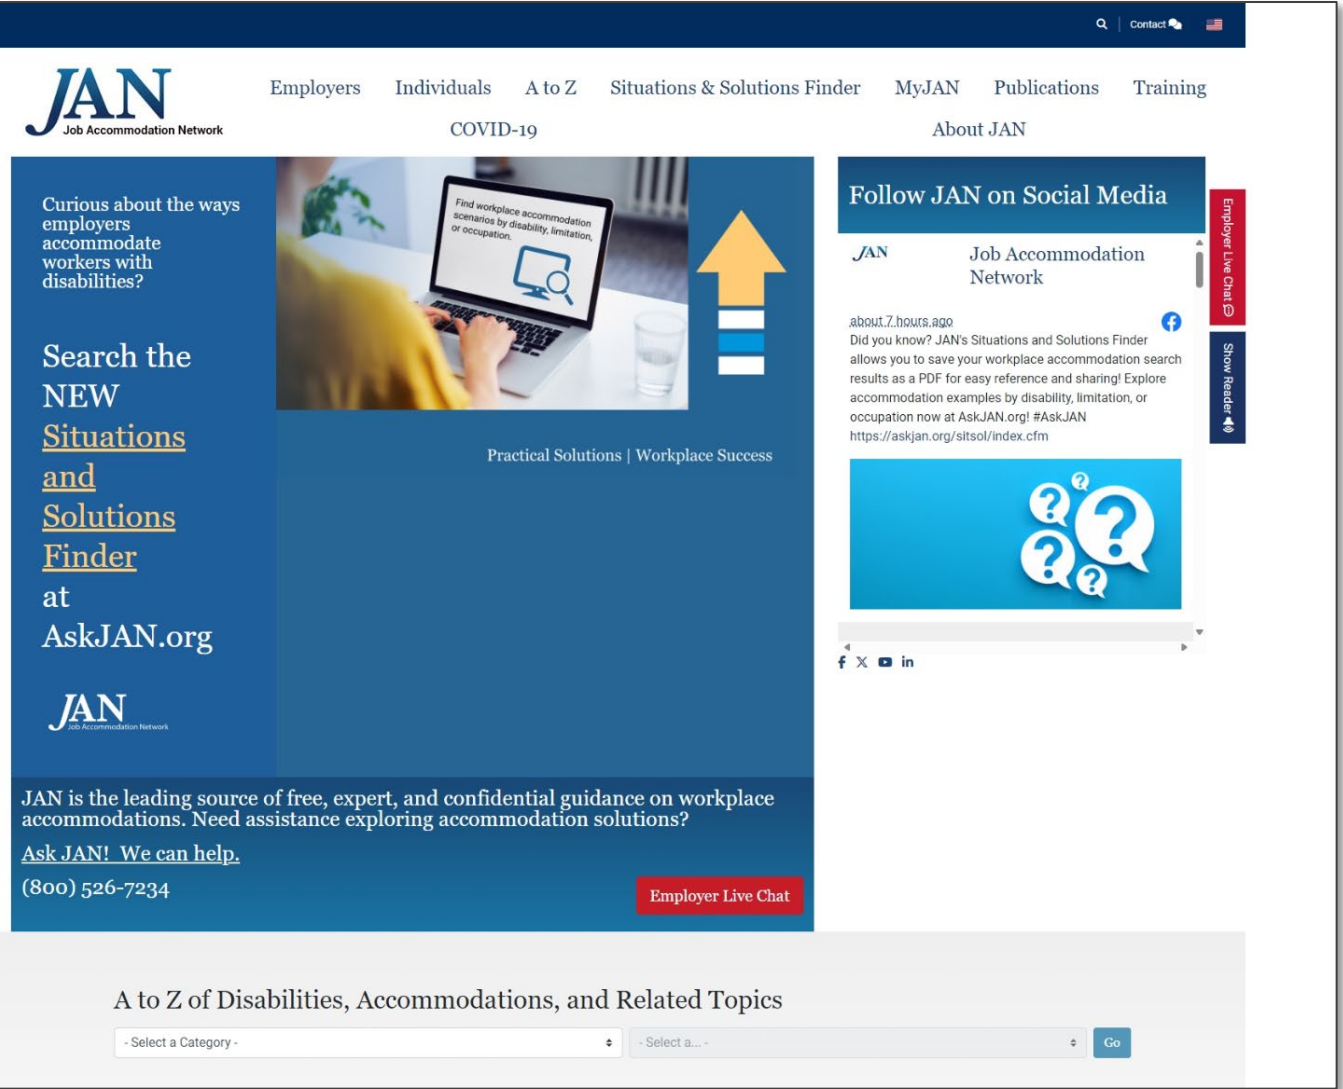 Contact
JAN
Job Accommodation Network
Employers Individuals A to Z Situations & Solutions Finder MyJAN Publications Training
COVID-19 About JAN
Curious about the ways
employers
accommodate
workers with
disabilities?
Search the
NEW
Situations
and
Solutions
Finder
at
AskJAN.org
JAN
Job Accommodation Network
Find workplace accommodation
scenarios by disability, limitation,
or occupation.
Practical Solutions | Workplace Success
JAN is the leading source of free, expert, and confidential guidance on workplace
accommodations. Need assistance exploring accommodation solutions?
Ask JAN! We can help.
(800) 526-7234
Employer Live Chat
Follow JAN on Social Media
JAN
Job Accommodation
Network
about 7 hours ago
Did you know? JAN's Situations and Solutions Finder
allows you to save your workplace accommodation search
results as a PDF for easy reference and sharing! Explore
accommodation examples by disability, limitation, or
occupation now at AskJAN.org! #AskJAN
https://askjan.org/sitsol/index.cfm
? ? ? ? ?
Employer Live Chat
Show Reader
A to Z of Disabilities, Accommodations, and Related Topics
- Select a Category -
- Select a... -
Go